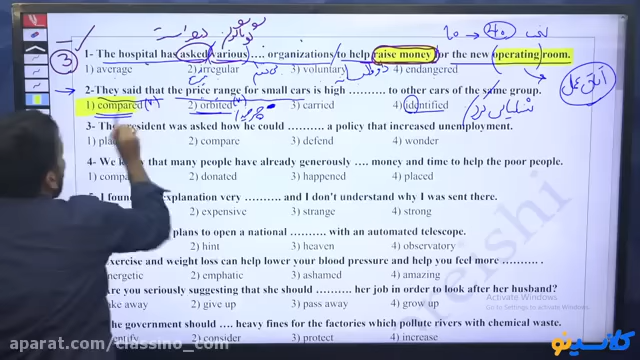 درخواست
گوناگون
1- The hospital has asked various .... organizations to help raise money for the new operating room.
1) average 2) irregular 3) voluntary 4) endangered
اتاق عمل
2-They said that the price range for small cars is high .......... to other cars of the same group.
1) compared (v) 2) orbited (v) 3) carried 4) identified
3- The president was asked how he could .......... a policy that increased unemployment.
2) compare 3) defend 4) wonder
4- We know that many people have already generously .... money and time to help the poor people.
2) donated 3) happened 4) placed
I found explanation very .......... and I don't understand why I was sent there.
2) expensive 3) strange 4) strong
plans to open a national .......... with an automated telescope.
2) hint 3) heaven 4) observatory
exercise and weight loss can help lower your blood pressure and help you feel more .......... .
2) emphatic 3) ashamed 4) amazing
Are you seriously suggesting that she should .......... her job in order to look after her husband?
2) give up 3) pass away 4) grow up
The government should .... heavy fines for the factories which pollute rivers with chemical waste.
2) consider 3) protect 4) increase
Activate Windows
Go to Settings to activate Windows.
aparat.com/classino_com
کلاسینو